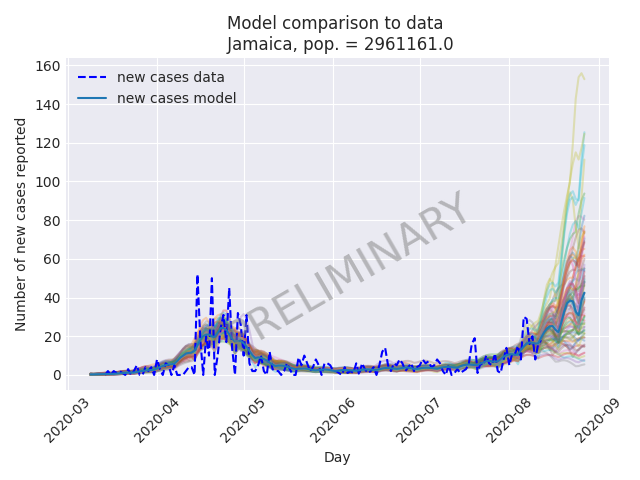 Model comparison to data
Jamaica, pop. = 2961161.0
new cases data
new cases model
160
140
120
100
80
60
40
20
0
Number of new cases reported
PRELIMINARY
2020-03
2020-04
2020-05
2020-06
2020-07
2020-08
2020-09
Day